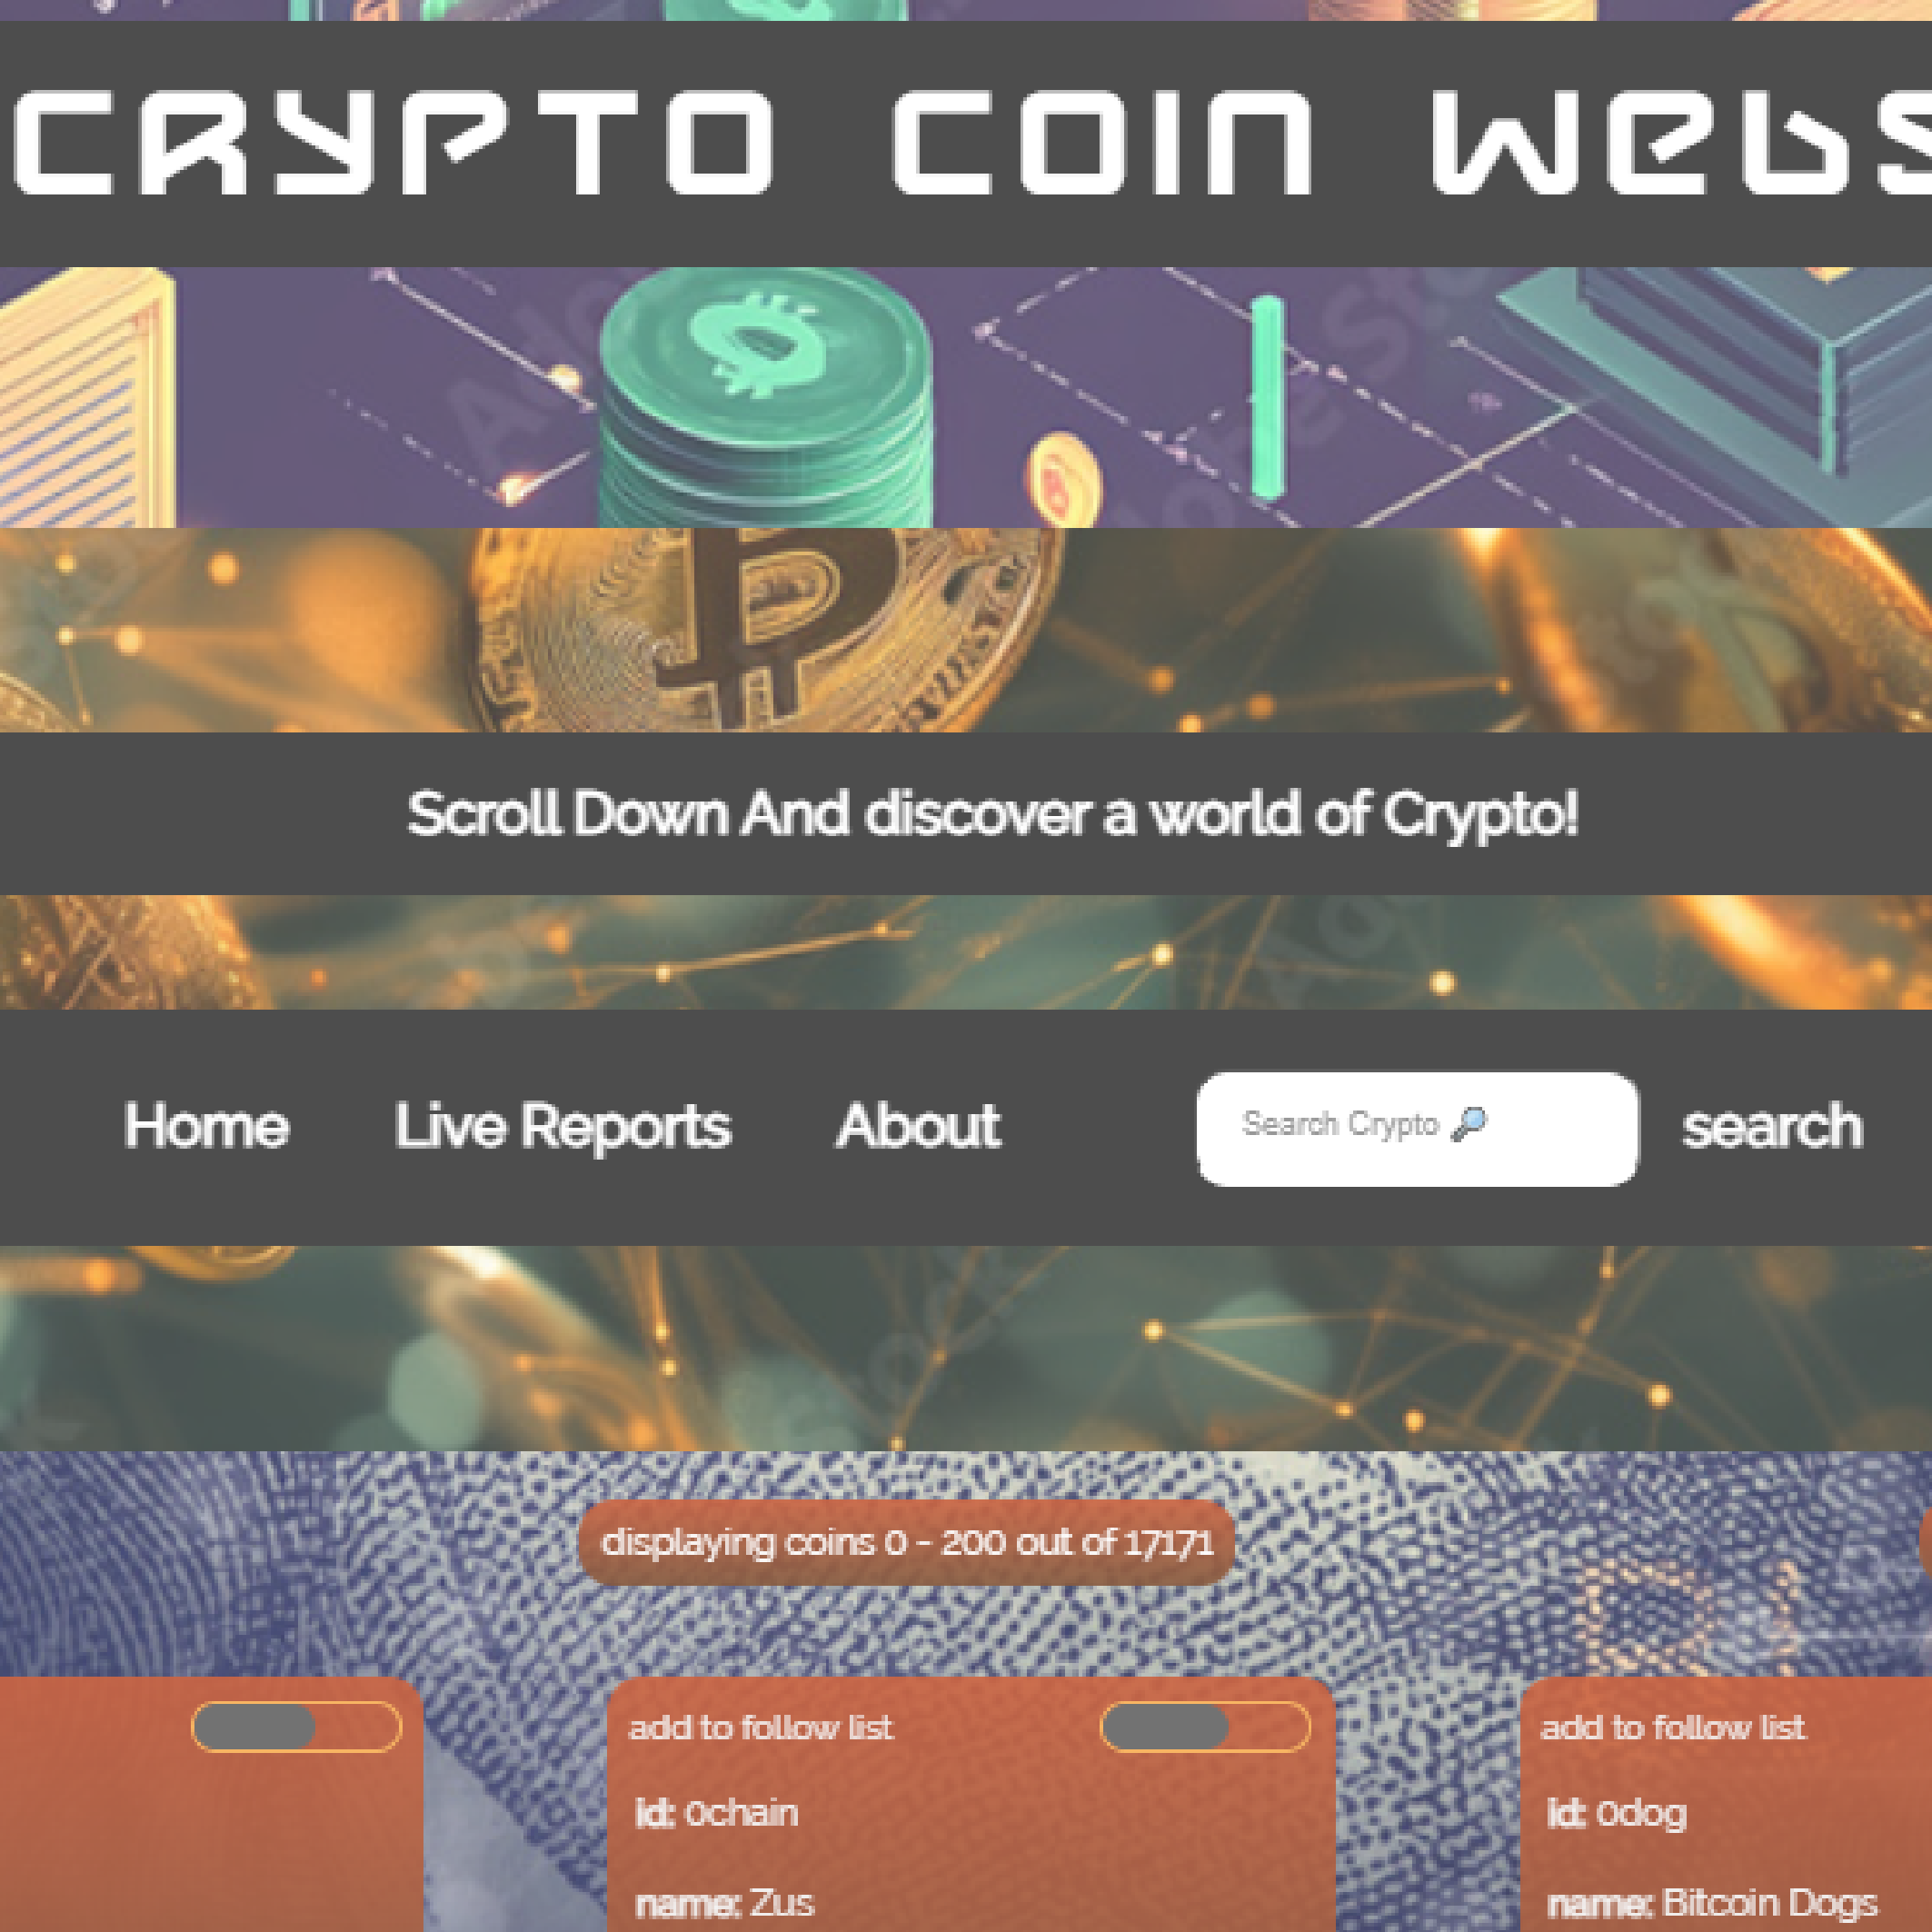 CRYPTO COIN Webs
Scroll Down And discover a world of Crypto!
Home Live Reports About Search Crypto 🔎 search
displaying coins 0 - 200 out of 17171
add to follow list add to follow list
id: 0chain id: 0dog
name: Zus name: Bitcoin Dogs